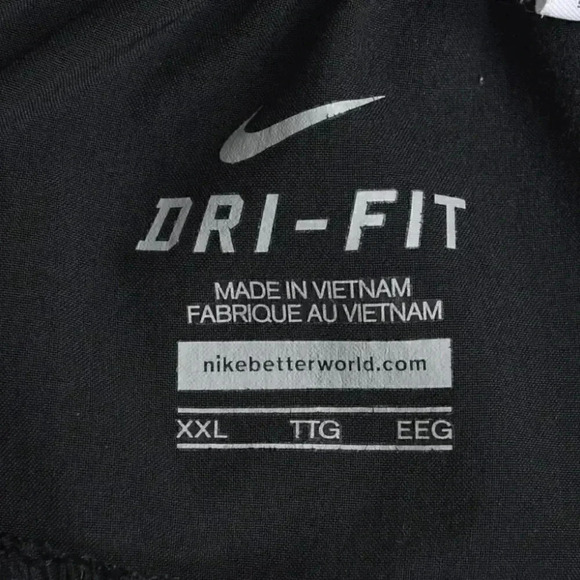 DRI-FIT
MADE IN VIETNAM
FABRIQUE AU VIETNAM
nikebetterworld.com
XXL TTG EEG